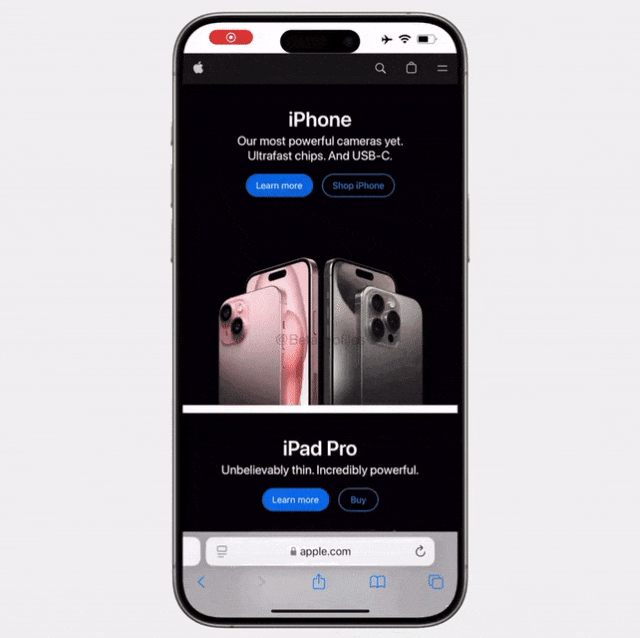 iPhone
Our most powerful cameras yet.
Ultrafast chips. And USB-C.
Learn more
Shop iPhone
iPad Pro
Unbelievably thin. Incredibly powerful.
Learn more
Buy
apple.com